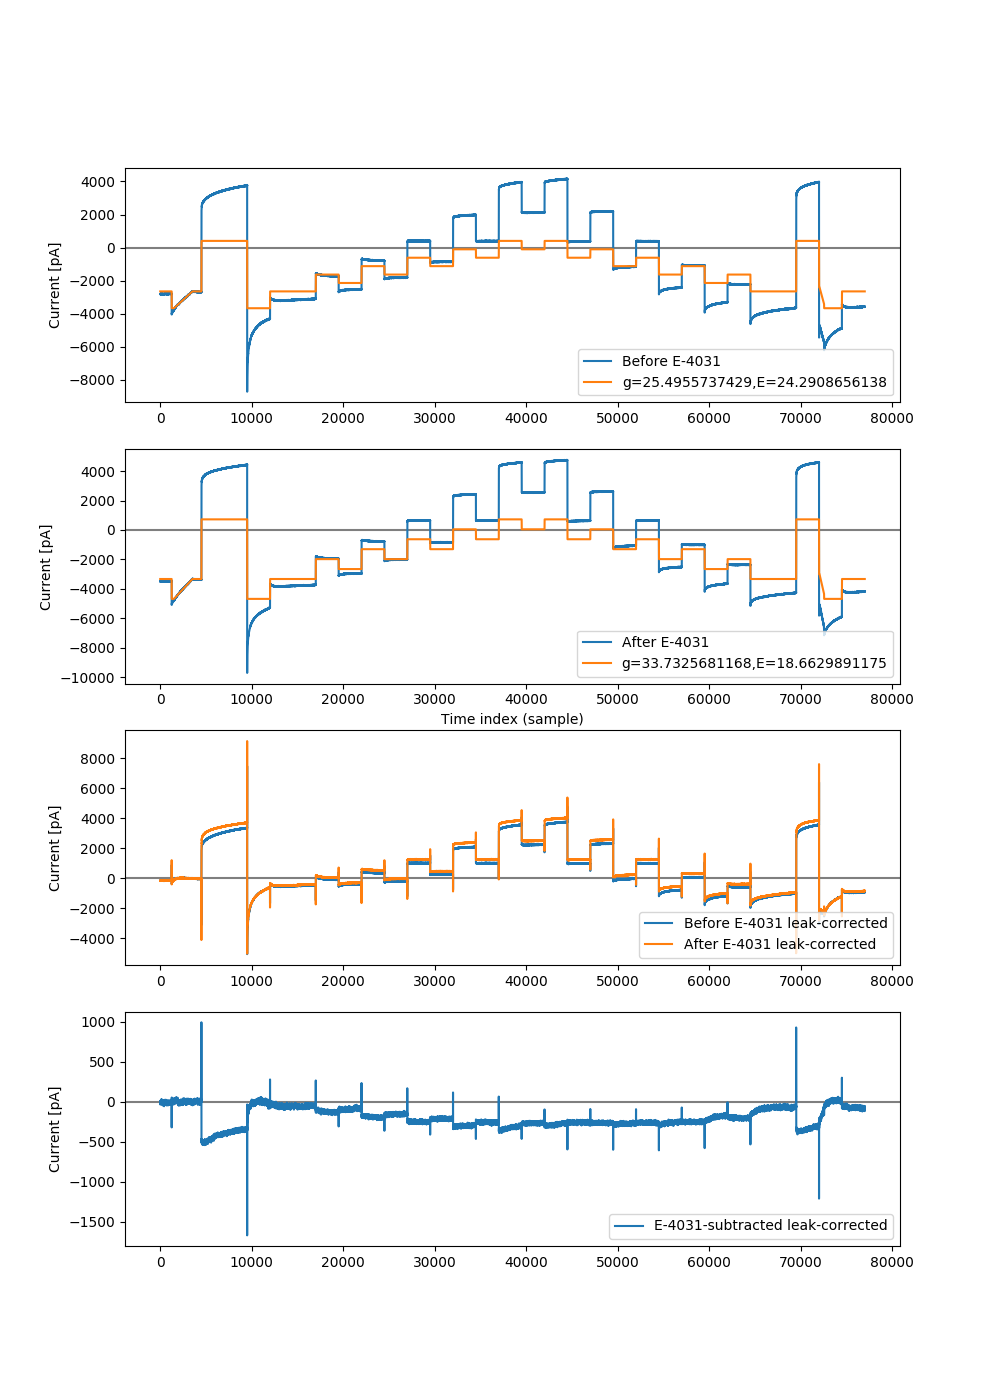 4000
2000
0
−2000
−4000
−6000
−8000
Current [pA]
Before E-4031
g=25.4955737429,E=24.2908656138
0 10000 20000 30000 40000 50000 60000 70000 80000
4000
2000
0
−2000
−4000
−6000
−8000
−10000
Current [pA]
After E-4031
g=33.7325681168,E=18.6629891175
0 10000 20000 30000 40000 50000 60000 70000 80000
Time index (sample)
8000
6000
4000
2000
0
−2000
−4000
Current [pA]
Before E-4031 leak-corrected
After E-4031 leak-corrected
0 10000 20000 30000 40000 50000 60000 70000 80000
1000
500
0
−500
−1000
−1500
Current [pA]
E-4031-subtracted leak-corrected
0 10000 20000 30000 40000 50000 60000 70000 80000